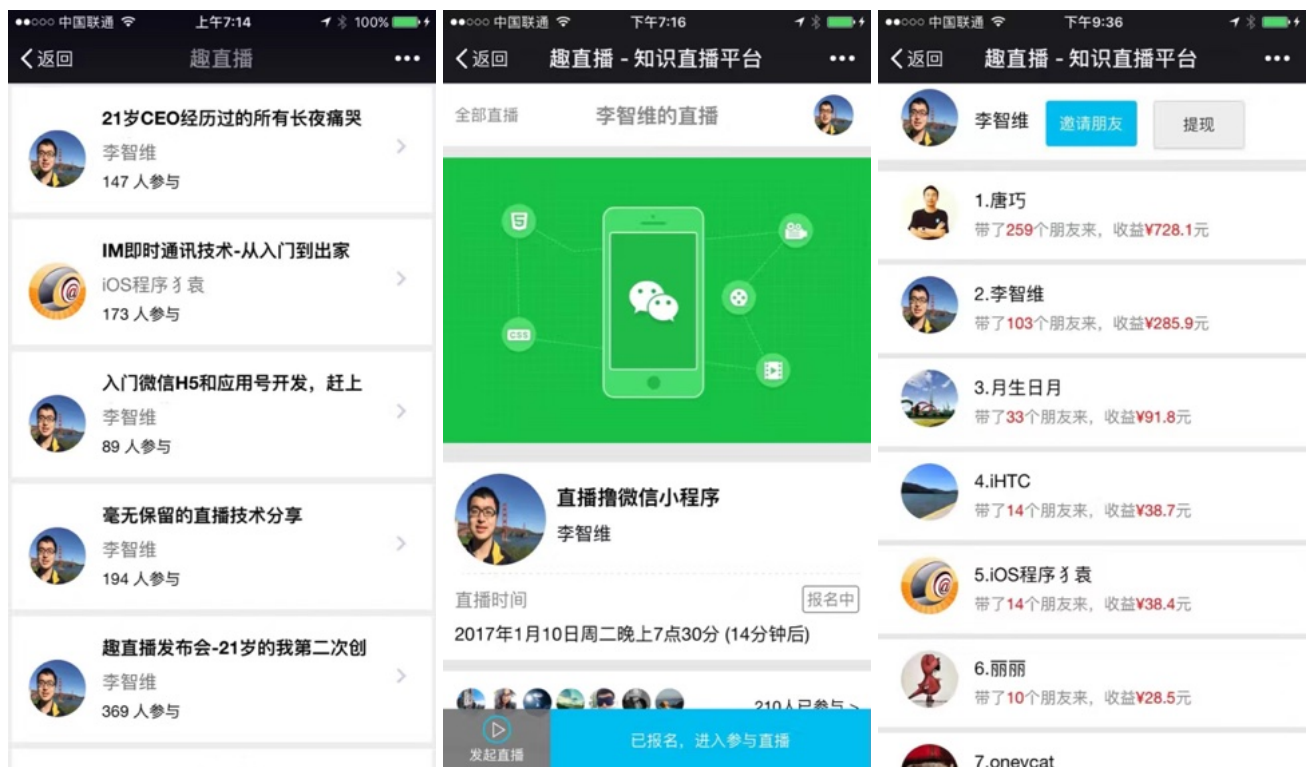 中国联通 上午7:14 100%
返回 趣直播
21岁CEO经历过的所有长夜痛哭
李智维
147 人参与
IM即时通讯技术-从入门到出家
iOS程序犭袁
173 人参与
入门微信H5和应用号开发，赶上
李智维
89 人参与
毫无保留的直播技术分享
李智维
194 人参与
趣直播发布会-21岁的我第二次创
李智维
369 人参与
中国联通 下午7:16
返回 趣直播 - 知识直播平台
全部直播 李智维的直播
5
CSS
直播撸微信小程序
李智维
直播时间 报名中
2017年1月10日周二晚上7点30分 (14分钟后)
210人已参与 >
发起直播
已报名，进入参与直播
中国联通 下午9:36
返回 趣直播 - 知识直播平台
李智维 邀请朋友 提现
1.唐巧
带了259个朋友来，收益¥728.1元
2.李智维
带了103个朋友来，收益¥285.9元
3.月生日月
带了33个朋友来，收益¥91.8元
4.iHTC
带了14个朋友来，收益¥38.7元
5.iOS程序犭袁
带了14个朋友来，收益¥38.4元
6.丽丽
带了10个朋友来，收益¥28.5元
7.onevcat